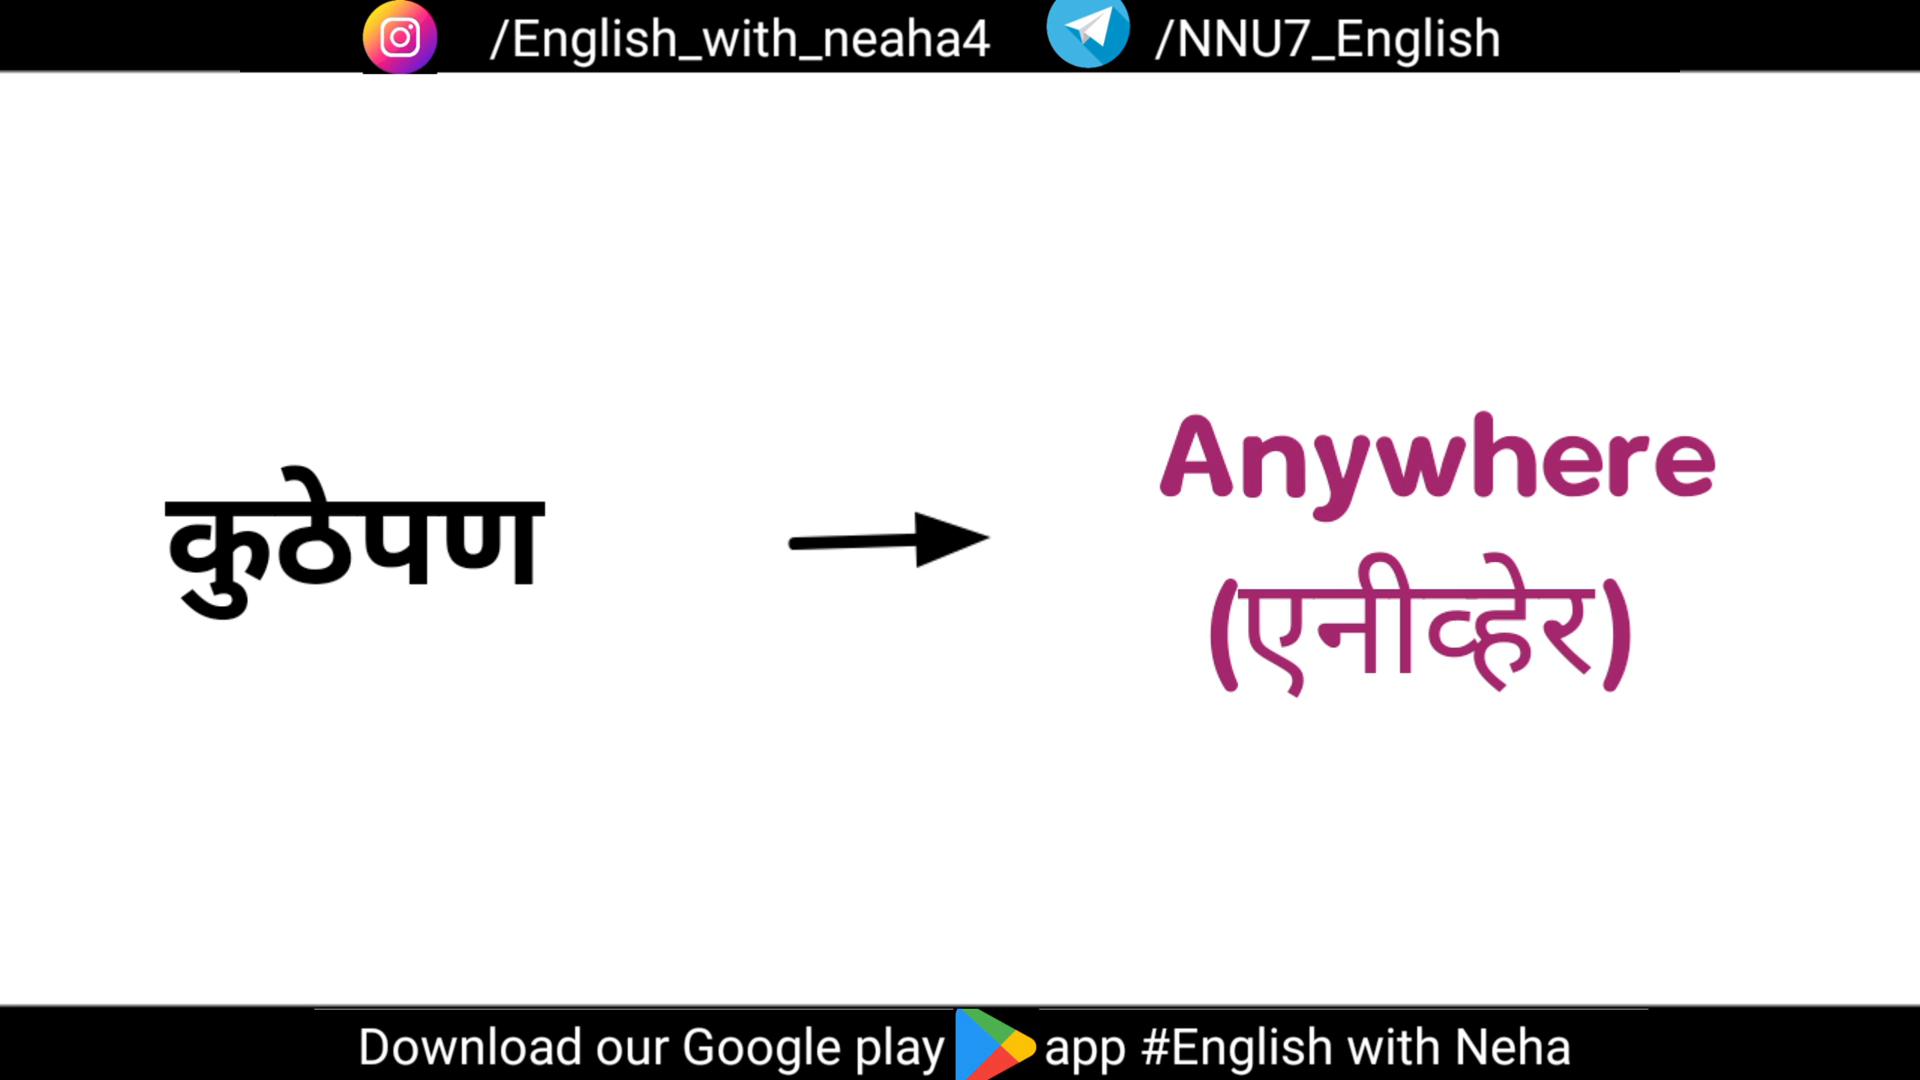 /English_with_neaha4 /NNU7_English
कुठेपण
Anywhere
(एनीव्हेर)
Download our Google play app #English with Neha